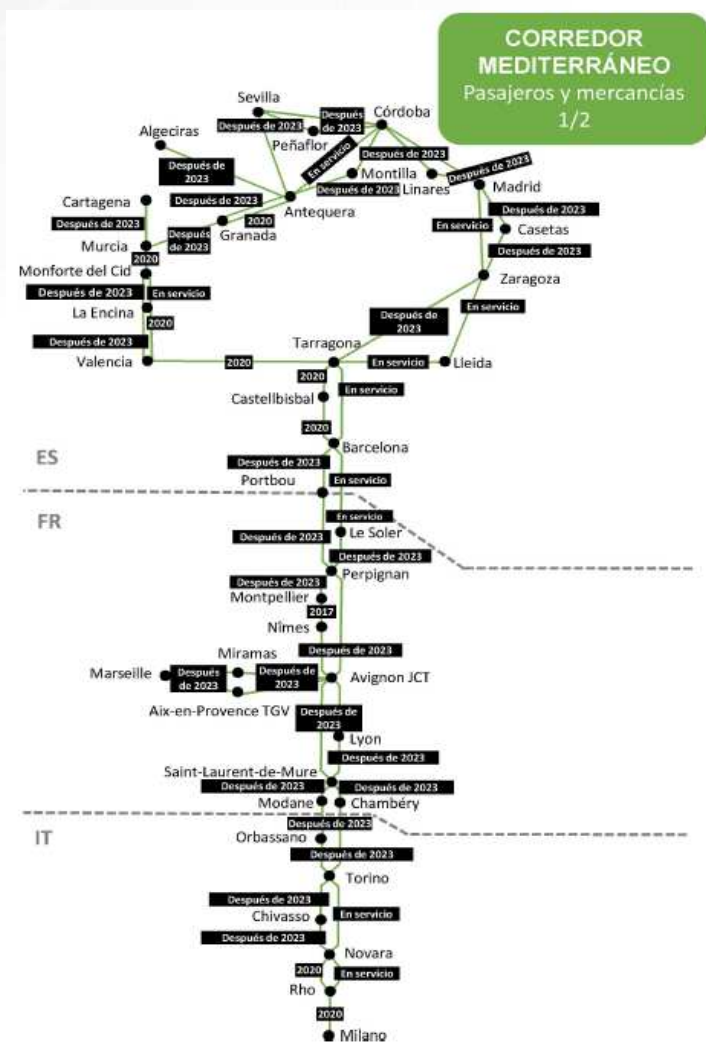 CORREDOR
MEDITERRÁNEO
Pasajeros y mercancías
1/2
Sevilla
Después
de 2023
Córdoba
Después de 2023
Algeciras
Peñaflor
En servicio
Después de 2023
Después
2023
Montilla
Después de 2023
Después de 2023
Linares
Madrid
Cartagena
Después de 2023
Antequera
Después de 2023
Después de 2023
2020
En servicio
Casetas
Murcia
Después
de 2023
Granada
Después de 2023
2020
Monforte del Cid
Zaragoza
Después de 2023
En servicio
En servicio
La Encina
2020
Después de
2023
Después de 2023
Tarragona
Valencia
2020
En servicio
Lleida
2020
En servicio
Castellbisbal
2020
Barcelona
ES
Después de 2023
Portbou
En servicio
FR
En servicio
Le Soler
Después de 2023
Después de 2023
Perpignan
Después de 2023
Montpellier
2017
Nîmes
Después de 2023
Miramas
Marseille
Después
de 2023
Después de
2023
Avignon JCT
Aix-en-Provence TGV
Después de
2023
Lyon
Después de 2023
Saint-Laurent-de-Mure
Después de 2023
Después de 2023
Modane
Chambéry
Después de 2023
IT
Orbassano
Después de 2023
Torino
Después de 2023
Chivasso
En servicio
Después de 2023
Novara
2020
En servicio
Rho
2020
Milano